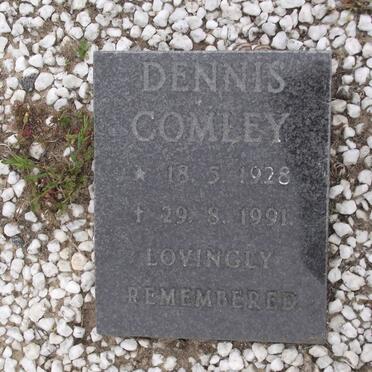 DENNIS
COMLEY
* 18. 5. 1928
† 29. 8. 1991
LOVINGLY
REMEMBERED